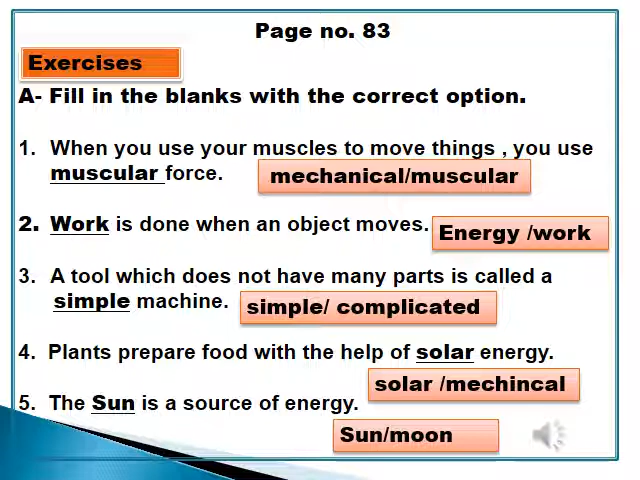 Page no. 83
Exercises
A- Fill in the blanks with the correct option.
1. When you use your muscles to move things , you use
muscular force.
mechanical/muscular
2. Work is done when an object moves.
Energy /work
3. A tool which does not have many parts is called a
simple machine.
simple/ complicated
4. Plants prepare food with the help of solar energy.
solar /mechincal
5. The Sun is a source of energy.
Sun/moon